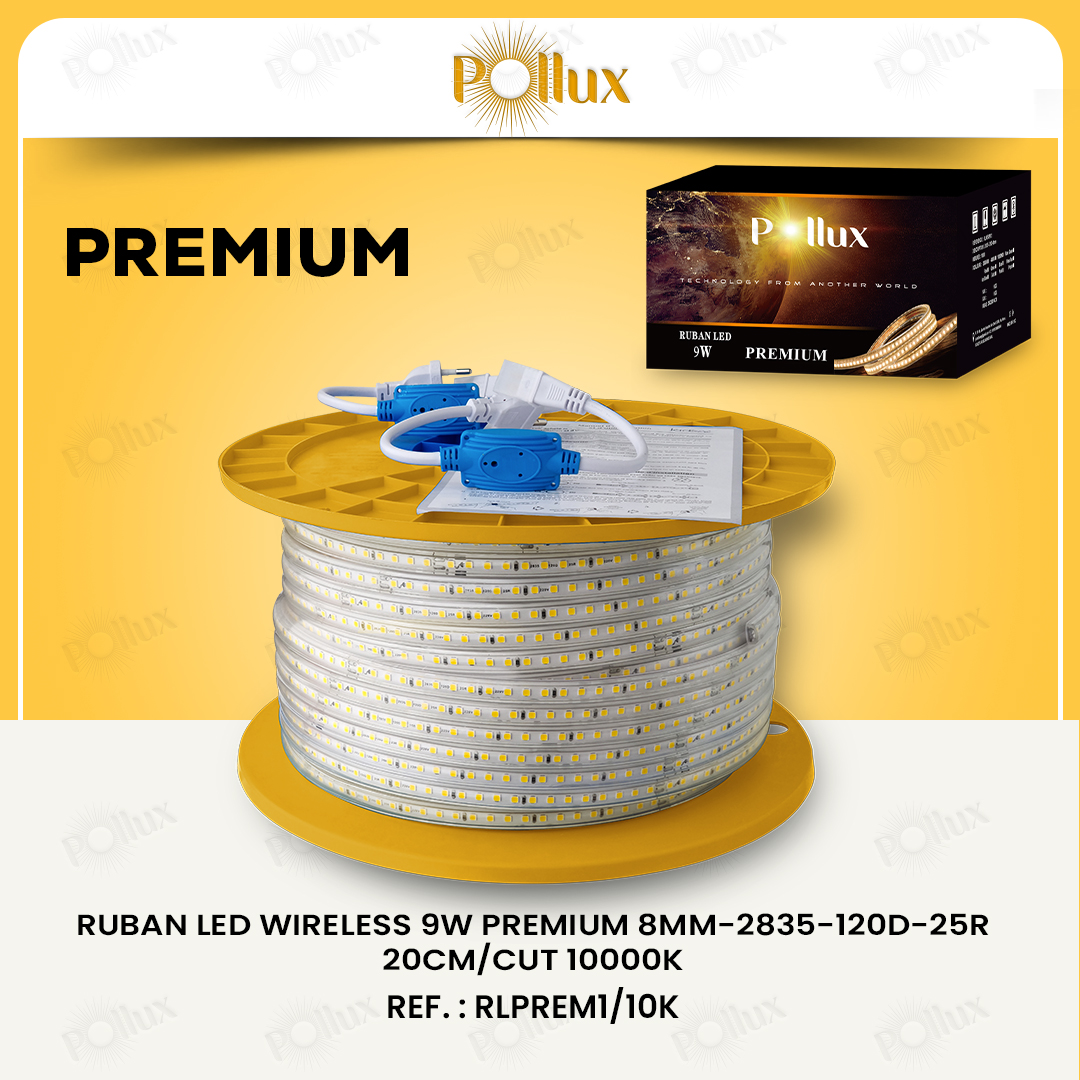 Pollux
PREMIUM
Pollux
TECHNOLOGY FROM ANOTHER WORLD
RUBAN LED
9W PREMIUM
RUBAN LED WIRELESS 9W PREMIUM 8MM-2835-120D-25R
20CM/CUT 10000K
REF. : RLPREM1/10K